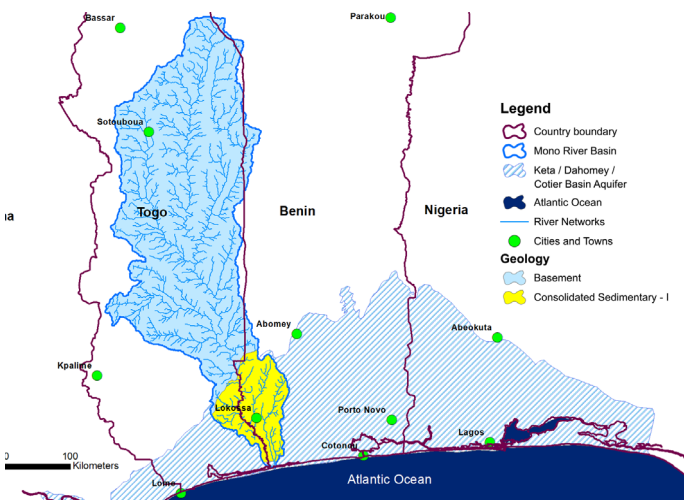 Bassar
Parakou
Legend
Country boundary
Mono River Basin
Sotouboua
Keta / Dahomey /
Cotier Basin Aquifer
Atlantic Ocean
na
Togo
Benin
Nigeria
River Networks
Cities and Towns
Geology
Basement
Consolidated Sedimentary - I
Abomey
Abeokuta
Kpalime
Lokossa
Porto Novo
Lagos
Cotonou
0 100
Kilometers
Lome
Atlantic Ocean